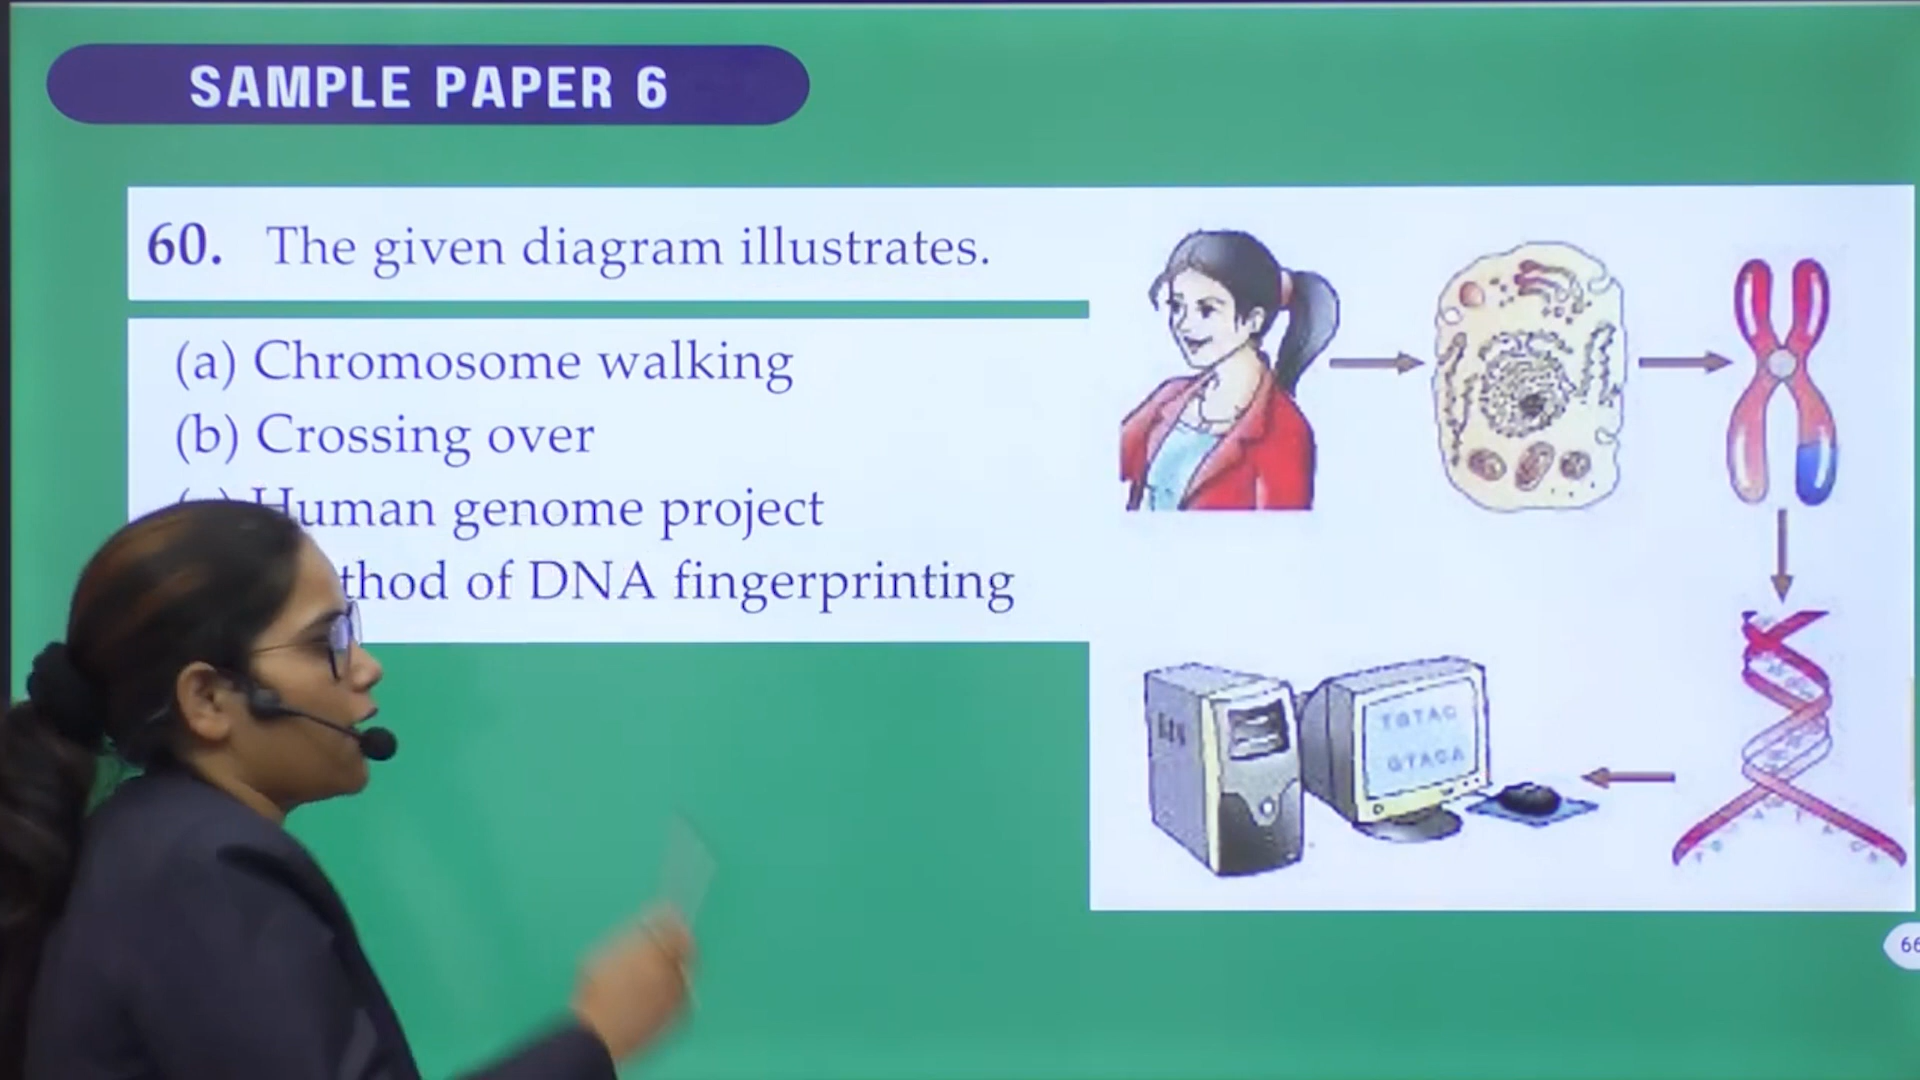 SAMPLE PAPER 6
60. The given diagram illustrates.
(a) Chromosome walking
(b) Crossing over
Human genome project
of DNA fingerprinting
TGTAC
GTACA
66